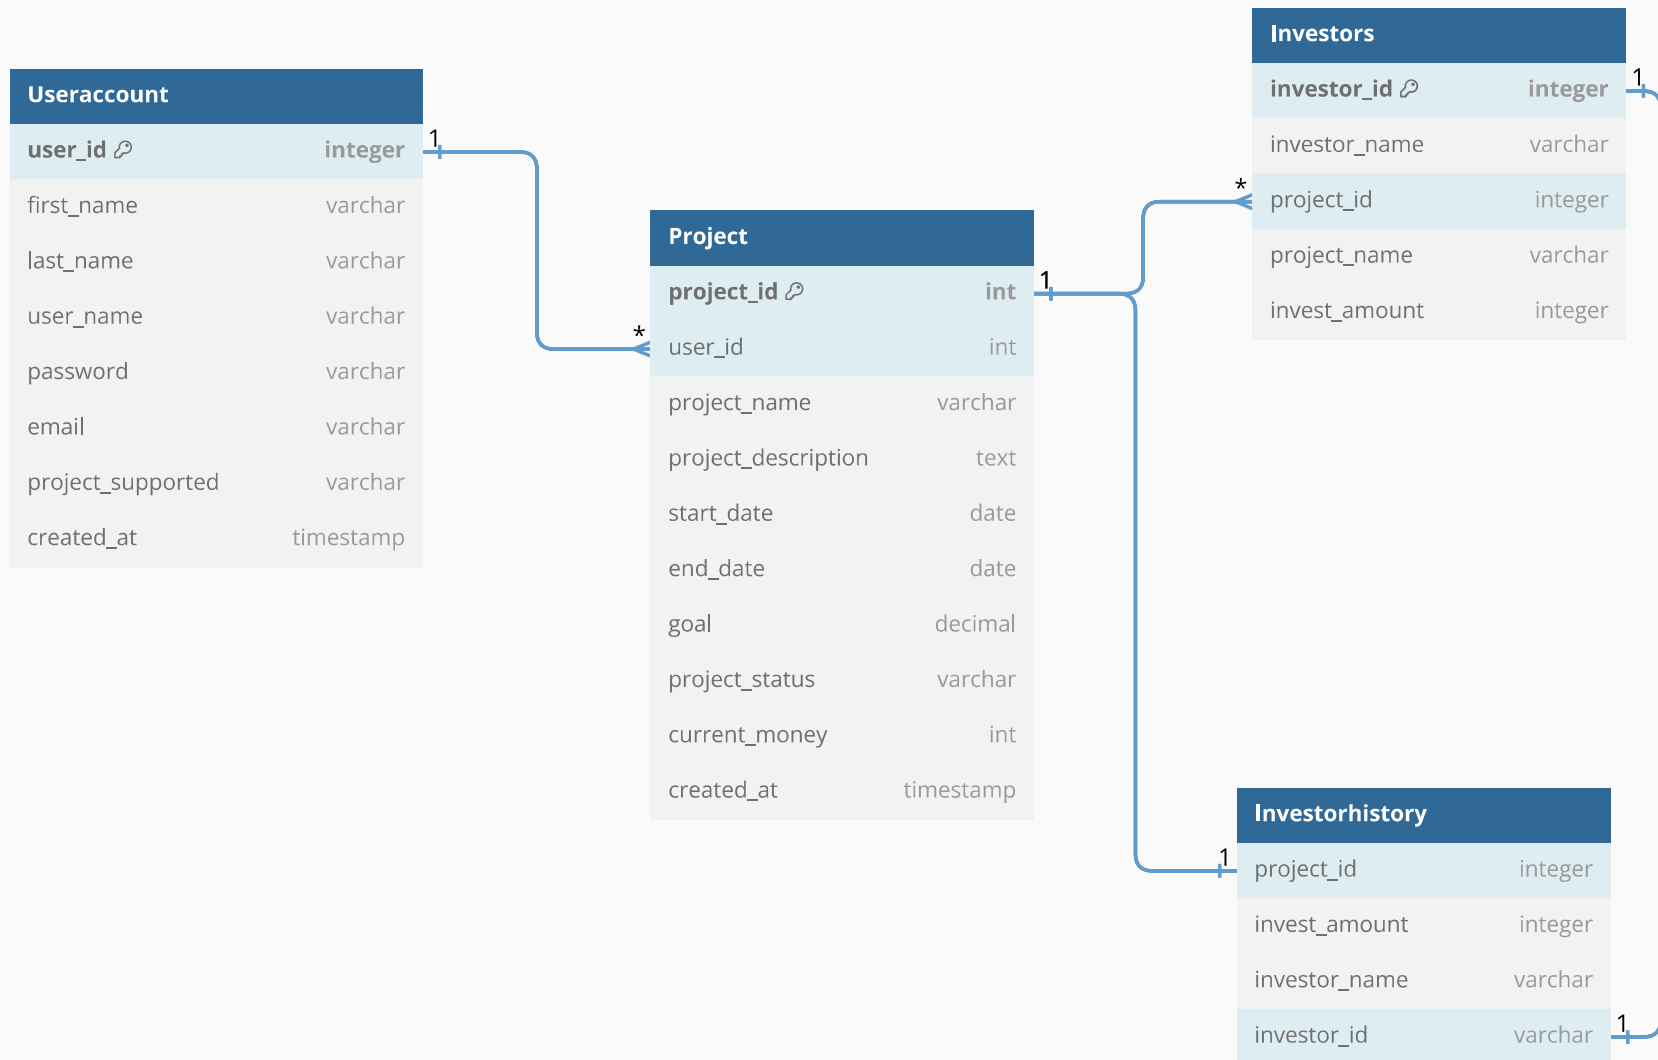 Useraccount
user_id integer
first_name varchar
last_name varchar
user_name varchar
password varchar
email varchar
project_supported varchar
created_at timestamp
1
*
Project
project_id int
user_id int
project_name varchar
project_description text
start_date date
end_date date
goal decimal
project_status varchar
current_money int
created_at timestamp
1
*
Investors
investor_id integer
investor_name varchar
project_id integer
project_name varchar
invest_amount integer
1
1
Investorhistory
project_id integer
invest_amount integer
investor_name varchar
investor_id varchar
1